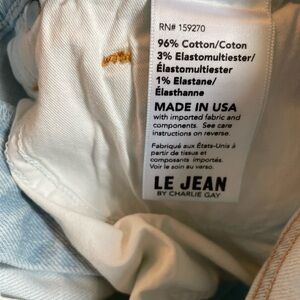 RN# 159270
96% Cotton/Coton
3% Elastomultiester/
Élastomultiester
1% Elastane/
Élasthanne
MADE IN USA
with imported fabric and
components. See care
instructions on reverse.
Fabriqué aux États-Unis à
partir de tissus et
composants importés.
Voir le soin au verso.
LE JEAN
BY CHARLIE GAY